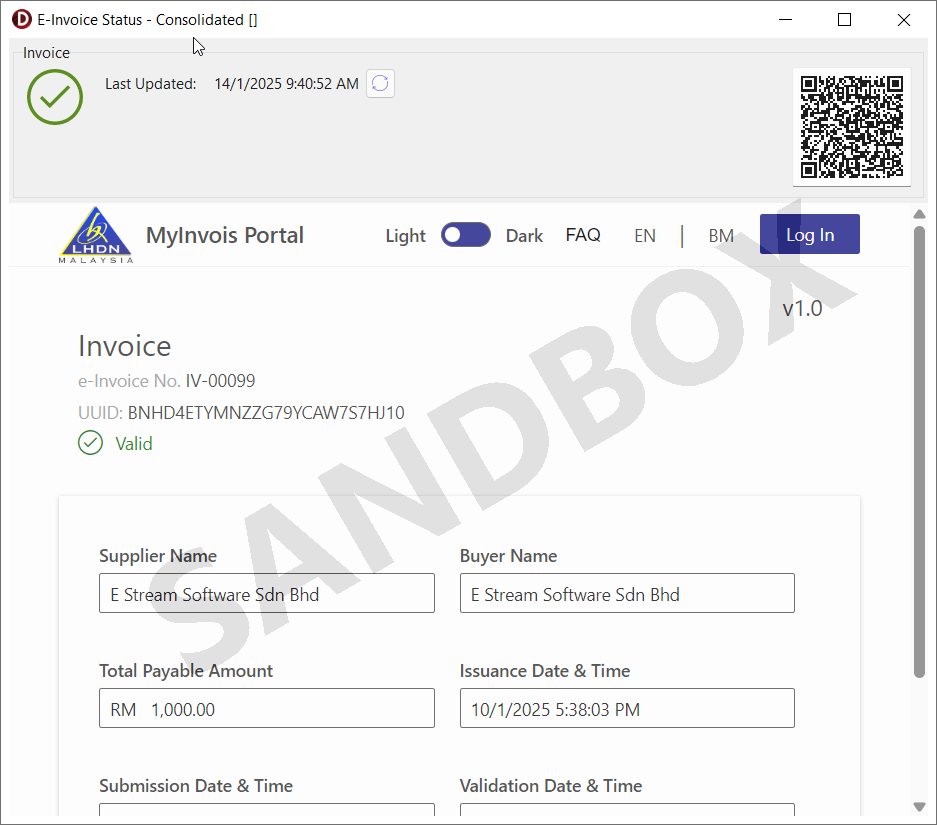 E-Invoice Status - Consolidated []
Invoice
Last Updated: 14/1/2025 9:40:52 AM
LHDN
MALAYSIA
MyInvois Portal
Light Dark FAQ EN | BM Log In
v1.0
Invoice
e-Invoice No. IV-00099
UUID: BNHD4ETYMNZZG79YCAW7S7HJ10
Valid
SANDBOX
Supplier Name Buyer Name
E Stream Software Sdn Bhd E Stream Software Sdn Bhd
Total Payable Amount Issuance Date & Time
RM 1,000.00 10/1/2025 5:38:03 PM
Submission Date & Time Validation Date & Time